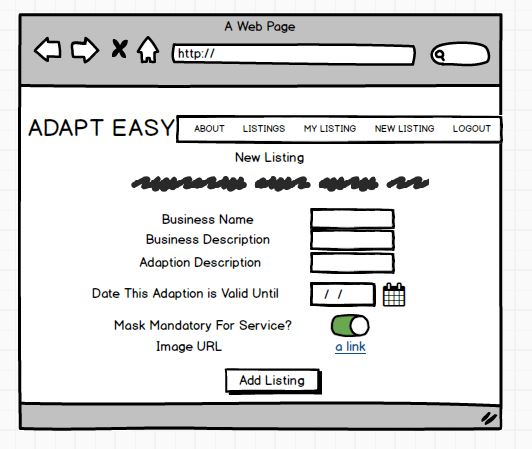 A Web Page
http://
ADAPT EASY
ABOUT LISTINGS MY LISTING NEW LISTING LOGOUT
New Listing
Business Name
Business Description
Adaption Description
Date This Adaption is Valid Until / /
Mask Mandatory For Service?
Image URL a link
Add Listing